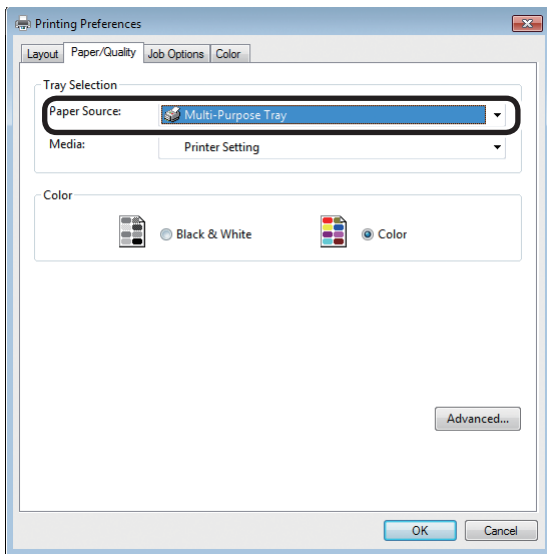 Printing Preferences
Layout Paper/Quality Job Options Color
Tray Selection
Paper Source: Multi-Purpose Tray
Media: Printer Setting
Color
Black & White Color
Advanced...
OK Cancel